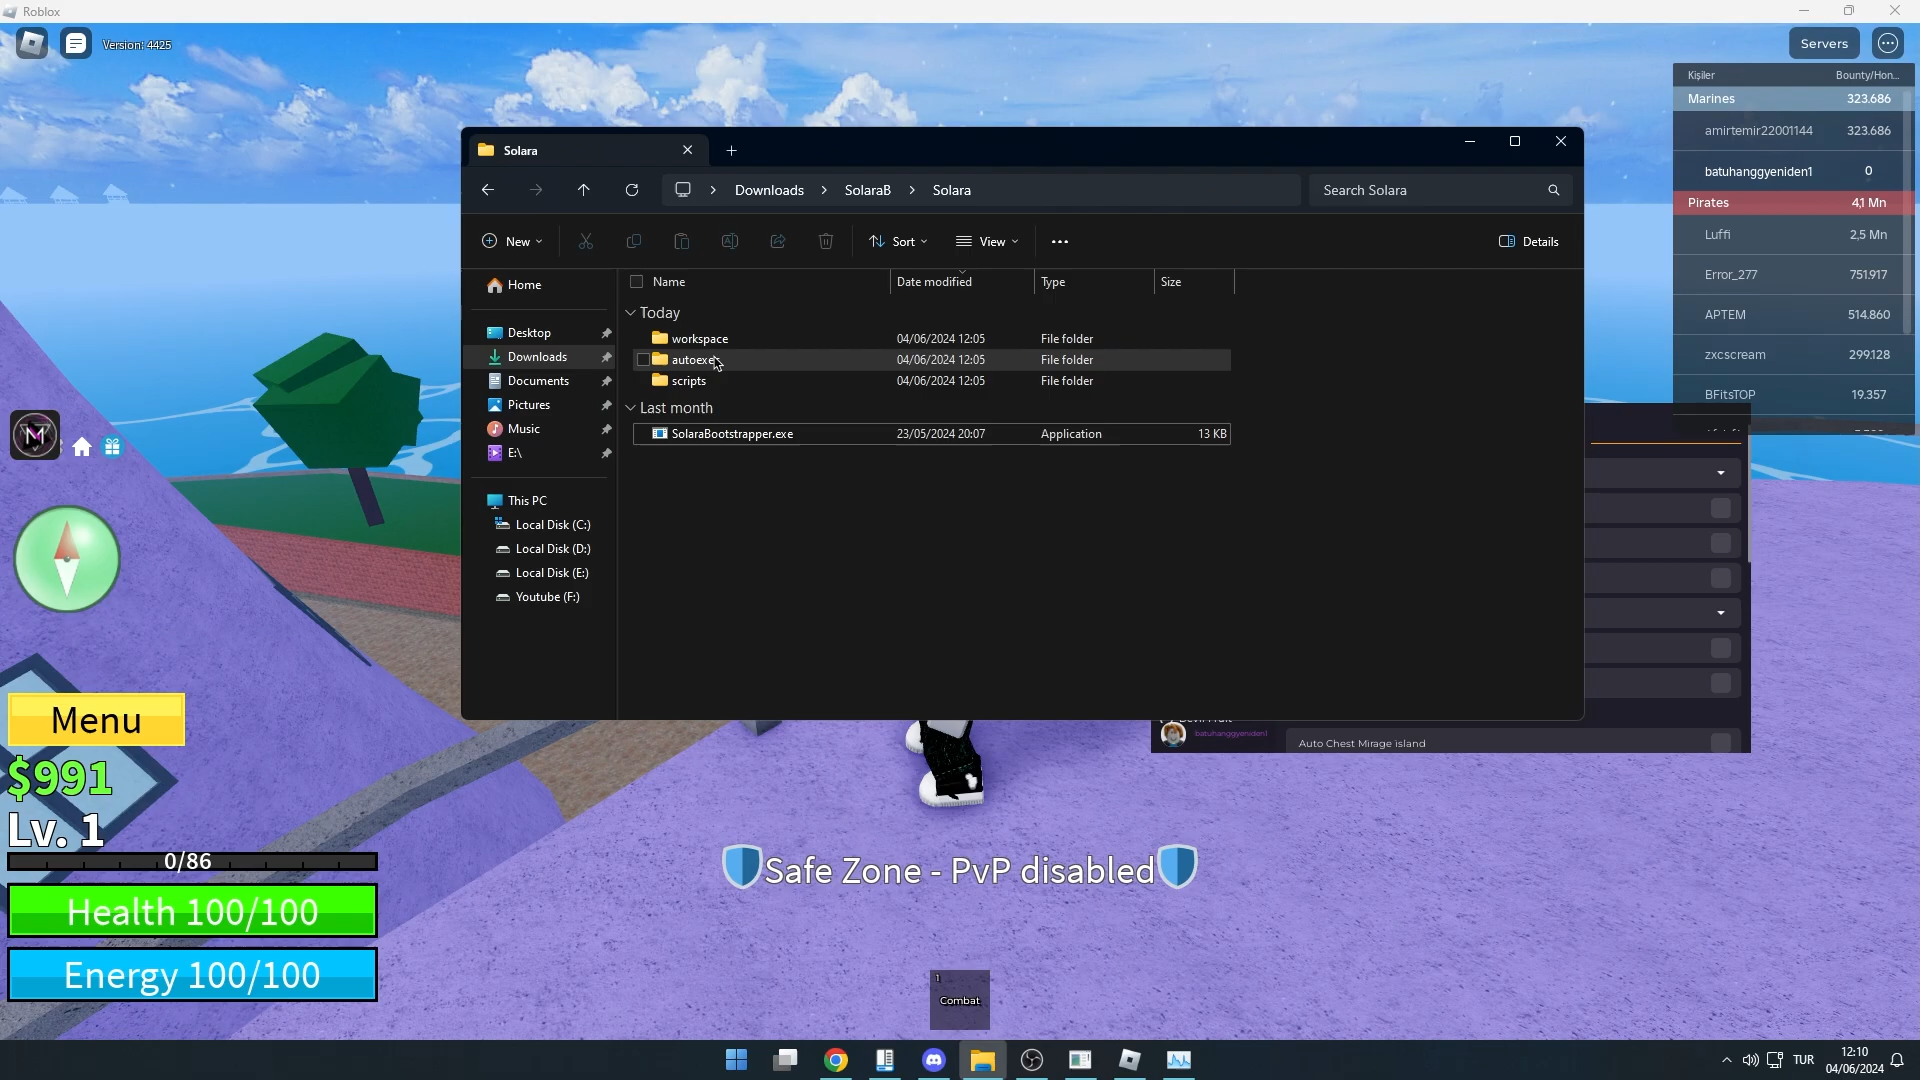 Roblox
Version: 4425
Servers
Kişiler Bounty/Hon...
Marines 323.686
amirtemir22001144 323.686
batuhanggyeniden1 0
Pirates 4,1 Mn
Luffi 2,5 Mn
Error_277 751.917
APTEM 514.860
zxcscream 299.128
BFitsTOP 19.357
Solara
Downloads SolaraB Solara
Search Solara
New
Sort
View
Details
Name Date modified Type Size
Home
Desktop
Downloads
Documents
Pictures
Music
E:\
This PC
Local Disk (C:)
Local Disk (D:)
Local Disk (E:)
Youtube (F:)
Today
workspace 04/06/2024 12:05 File folder
autoexec 04/06/2024 12:05 File folder
scripts 04/06/2024 12:05 File folder
Last month
SolaraBootstrapper.exe 23/05/2024 20:07 Application 13 KB
M
Menu
$991
Lv. 1
0/86
Health 100/100
Energy 100/100
batuhanggyeniden1
Auto Chest Mirage island
Safe Zone - PvP disabled
1
Combat
TUR
12:10
04/06/2024